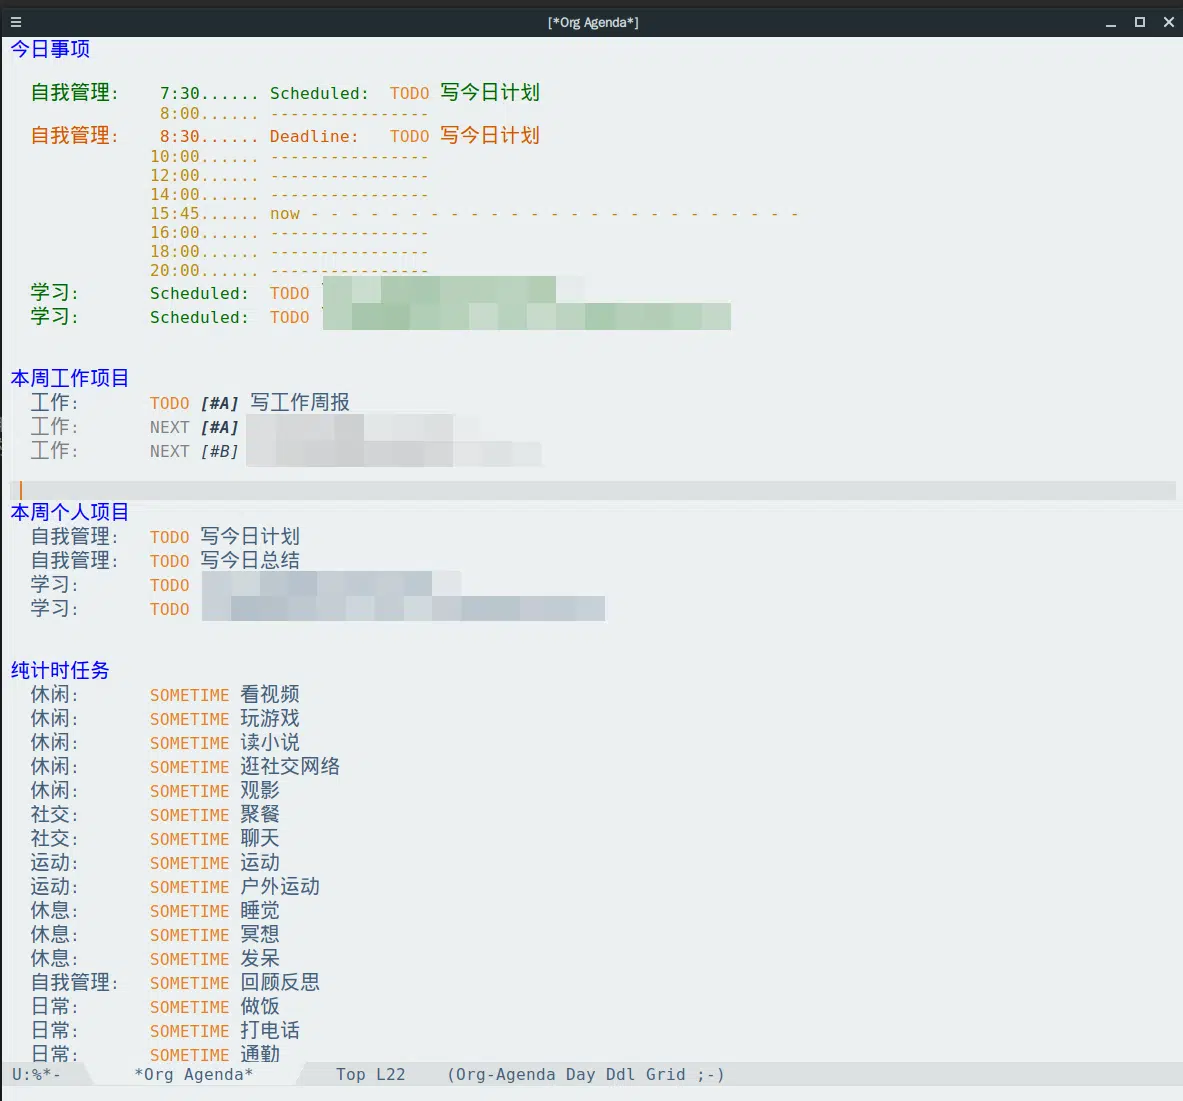 [*Org Agenda*]
今日事项
自我管理: 7:30...... Scheduled: TODO 写今日计划
8:00...... ----------------
自我管理: 8:30...... Deadline: TODO 写今日计划
10:00...... ----------------
12:00...... ----------------
14:00...... ----------------
15:45...... now - - - - - - - - - - - - - - - - - - - - - - - - -
16:00...... ----------------
18:00...... ----------------
20:00...... ----------------
学习: Scheduled: TODO
学习: Scheduled: TODO
本周工作项目
工作: TODO [#A] 写工作周报
工作: NEXT [#A]
工作: NEXT [#B]
本周个人项目
自我管理: TODO 写今日计划
自我管理: TODO 写今日总结
学习: TODO
学习: TODO
纯计时任务
休闲: SOMETIME 看视频
休闲: SOMETIME 玩游戏
休闲: SOMETIME 读小说
休闲: SOMETIME 逛社交网络
休闲: SOMETIME 观影
社交: SOMETIME 聚餐
社交: SOMETIME 聊天
运动: SOMETIME 运动
运动: SOMETIME 户外运动
休息: SOMETIME 睡觉
休息: SOMETIME 冥想
休息: SOMETIME 发呆
自我管理: SOMETIME 回顾反思
日常: SOMETIME 做饭
日常: SOMETIME 打电话
日常: SOMETIME 通勤
U:%*- *Org Agenda* Top L22 (Org-Agenda Day Ddl Grid ;-)